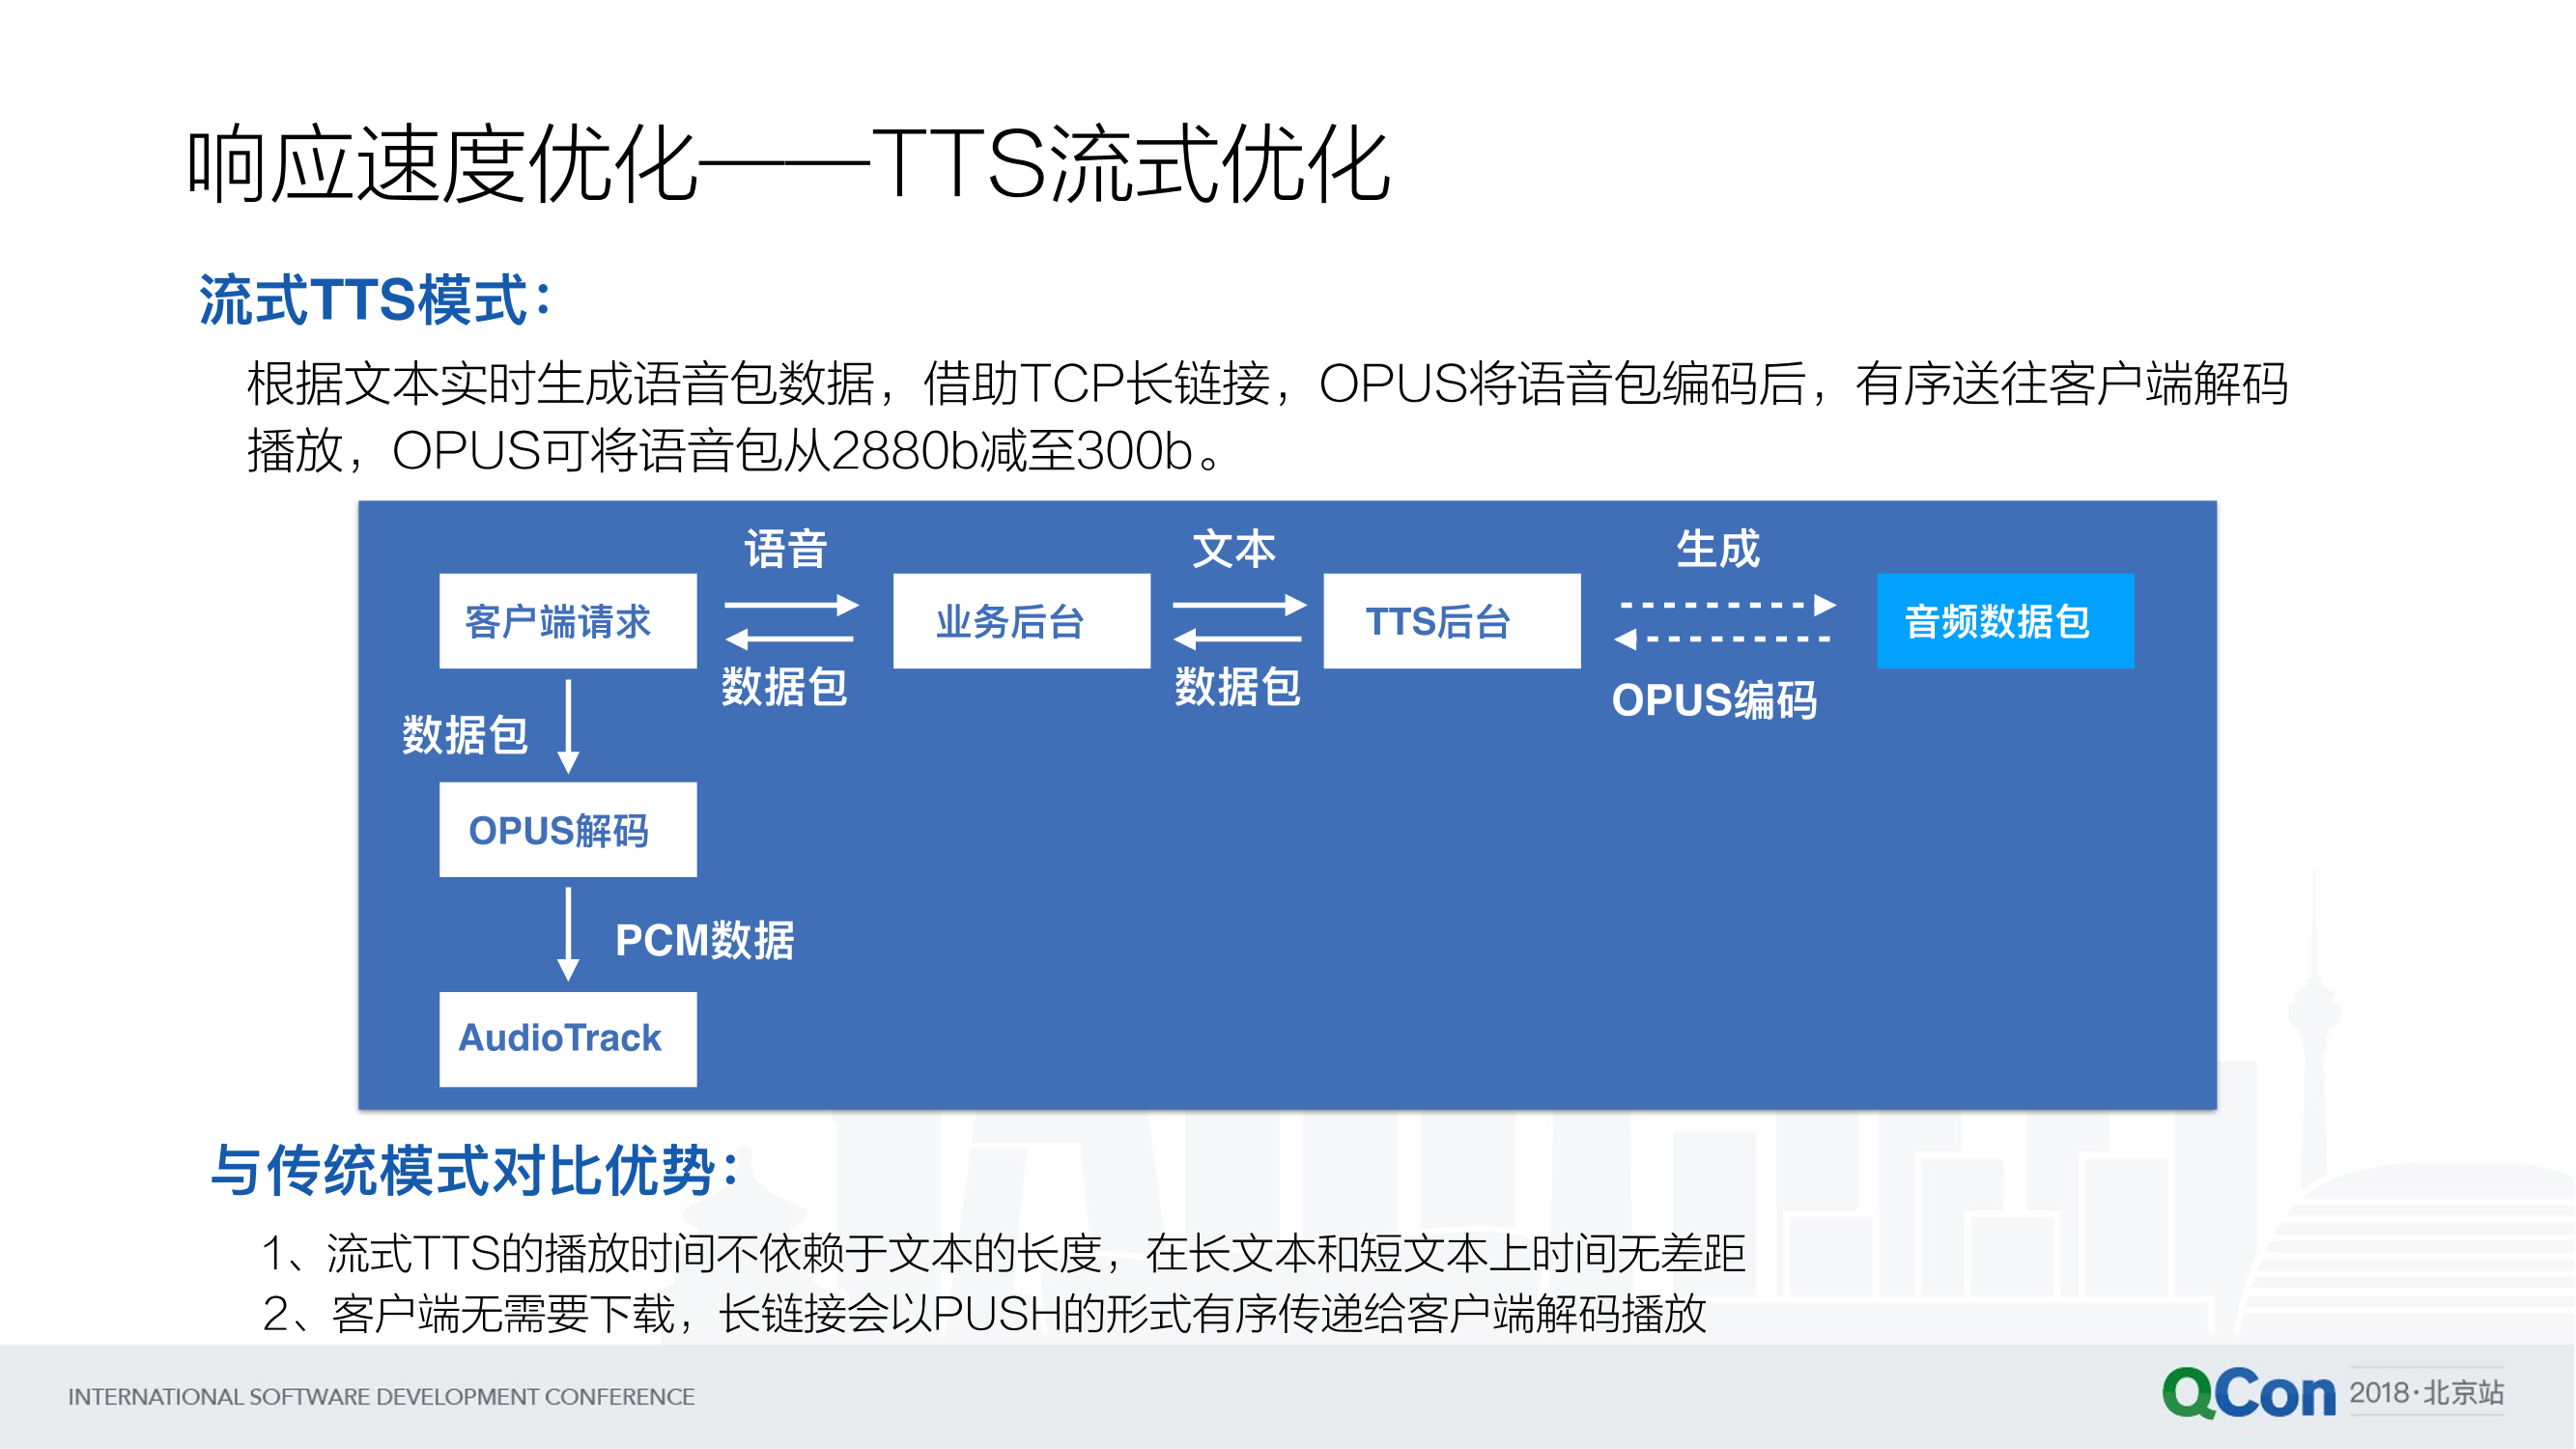 响应速度优化——TTS流式优化
流式TTS模式：
根据文本实时生成语音包数据，借助TCP长链接，OPUS将语音包编码后，有序送往客户端解码
播放，OPUS可将语音包从2880b减至300b。
语音
文本
生成
客户端请求
业务后台
TTS后台
音频数据包
数据包
数据包
OPUS编码
数据包
OPUS解码
PCM数据
AudioTrack
与传统模式对比优势：
1、流式TTS的播放时间不依赖于文本的长度，在长文本和短文本上时间无差距
2、客户端无需要下载，长链接会以PUSH的形式有序传递给客户端解码播放
INTERNATIONAL SOFTWARE DEVELOPMENT CONFERENCE
QCon 2018·北京站